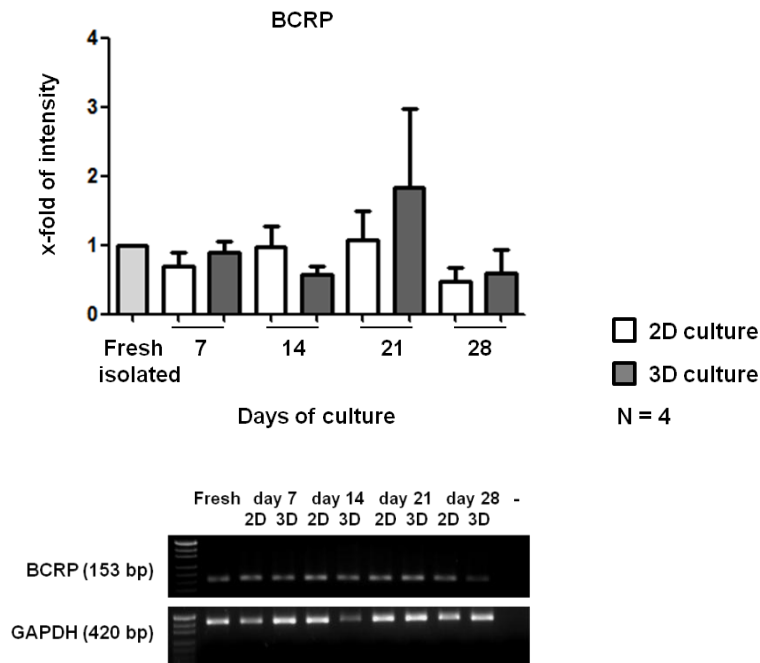 BCRP
4
3
2
1
0
x-fold of intensity
Fresh isolated
7
14
21
28
Days of culture
2D culture
3D culture
N = 4
Fresh day 7 day 14 day 21 day 28 -
2D 3D 2D 3D 2D 3D 2D 3D
BCRP (153 bp)
GAPDH (420 bp)